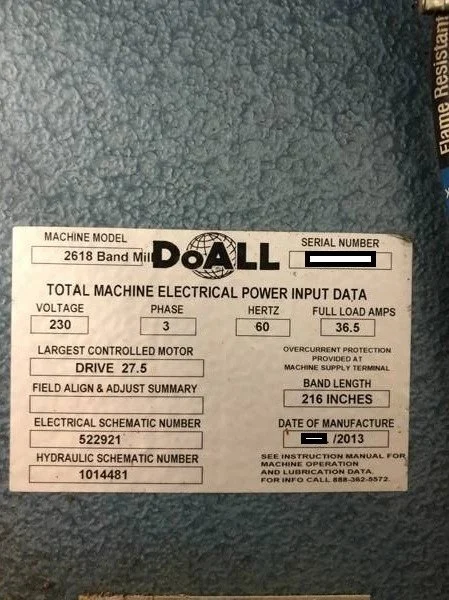 Flame Resistant
MACHINE MODEL
2618 Band Mill
DoALL
SERIAL NUMBER
TOTAL MACHINE ELECTRICAL POWER INPUT DATA
VOLTAGE PHASE HERTZ FULL LOAD AMPS
230 3 60 36.5
LARGEST CONTROLLED MOTOR
DRIVE 27.5
OVERCURRENT PROTECTION
PROVIDED AT
MACHINE SUPPLY TERMINAL
FIELD ALIGN & ADJUST SUMMARY
BAND LENGTH
216 INCHES
ELECTRICAL SCHEMATIC NUMBER
522921
DATE OF MANUFACTURE
/2013
HYDRAULIC SCHEMATIC NUMBER
1014481
SEE INSTRUCTION MANUAL FOR
MACHINE OPERATION
AND LUBRICATION DATA.
FOR INFO CALL 888-362-5572